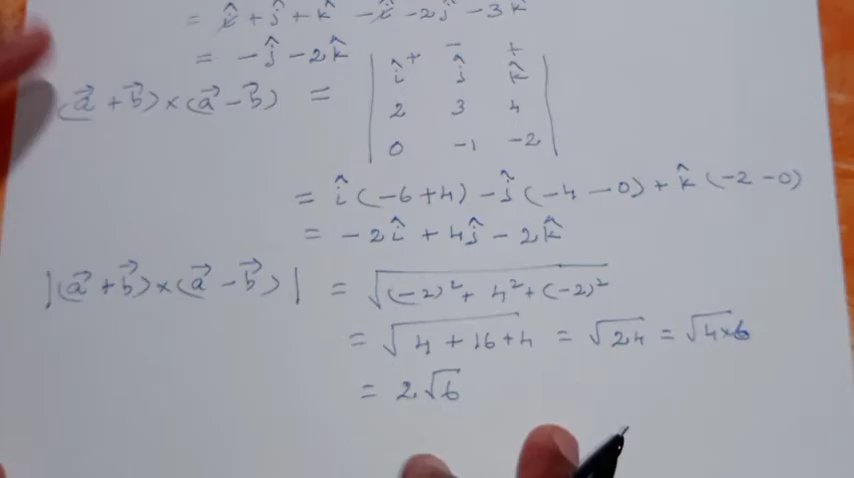 = î + ĵ + k̂ - î - 2ĵ - 3k̂
= -ĵ - 2k̂
+ - +
î ĵ k̂
(a⃗ + b⃗) × (a⃗ - b⃗) = 2 3 4
0 -1 -2
= î (-6+4) - ĵ (-4 - 0) + k̂ (-2 - 0)
= -2î + 4ĵ - 2k̂
|(a⃗ + b⃗) × (a⃗ - b⃗)| = √((-2)² + 4² + (-2)²)
= √(4 + 16 + 4) = √24 = √(4×6)
= 2√6